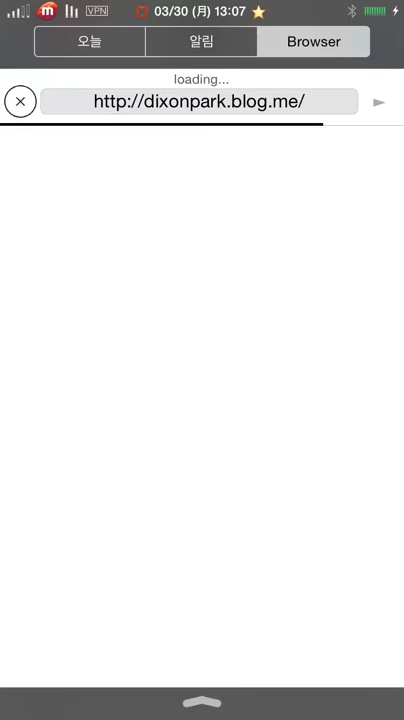 m VPN 03/30 (月) 13:07
오늘 알림 Browser
loading...
http://dixonpark.blog.me/